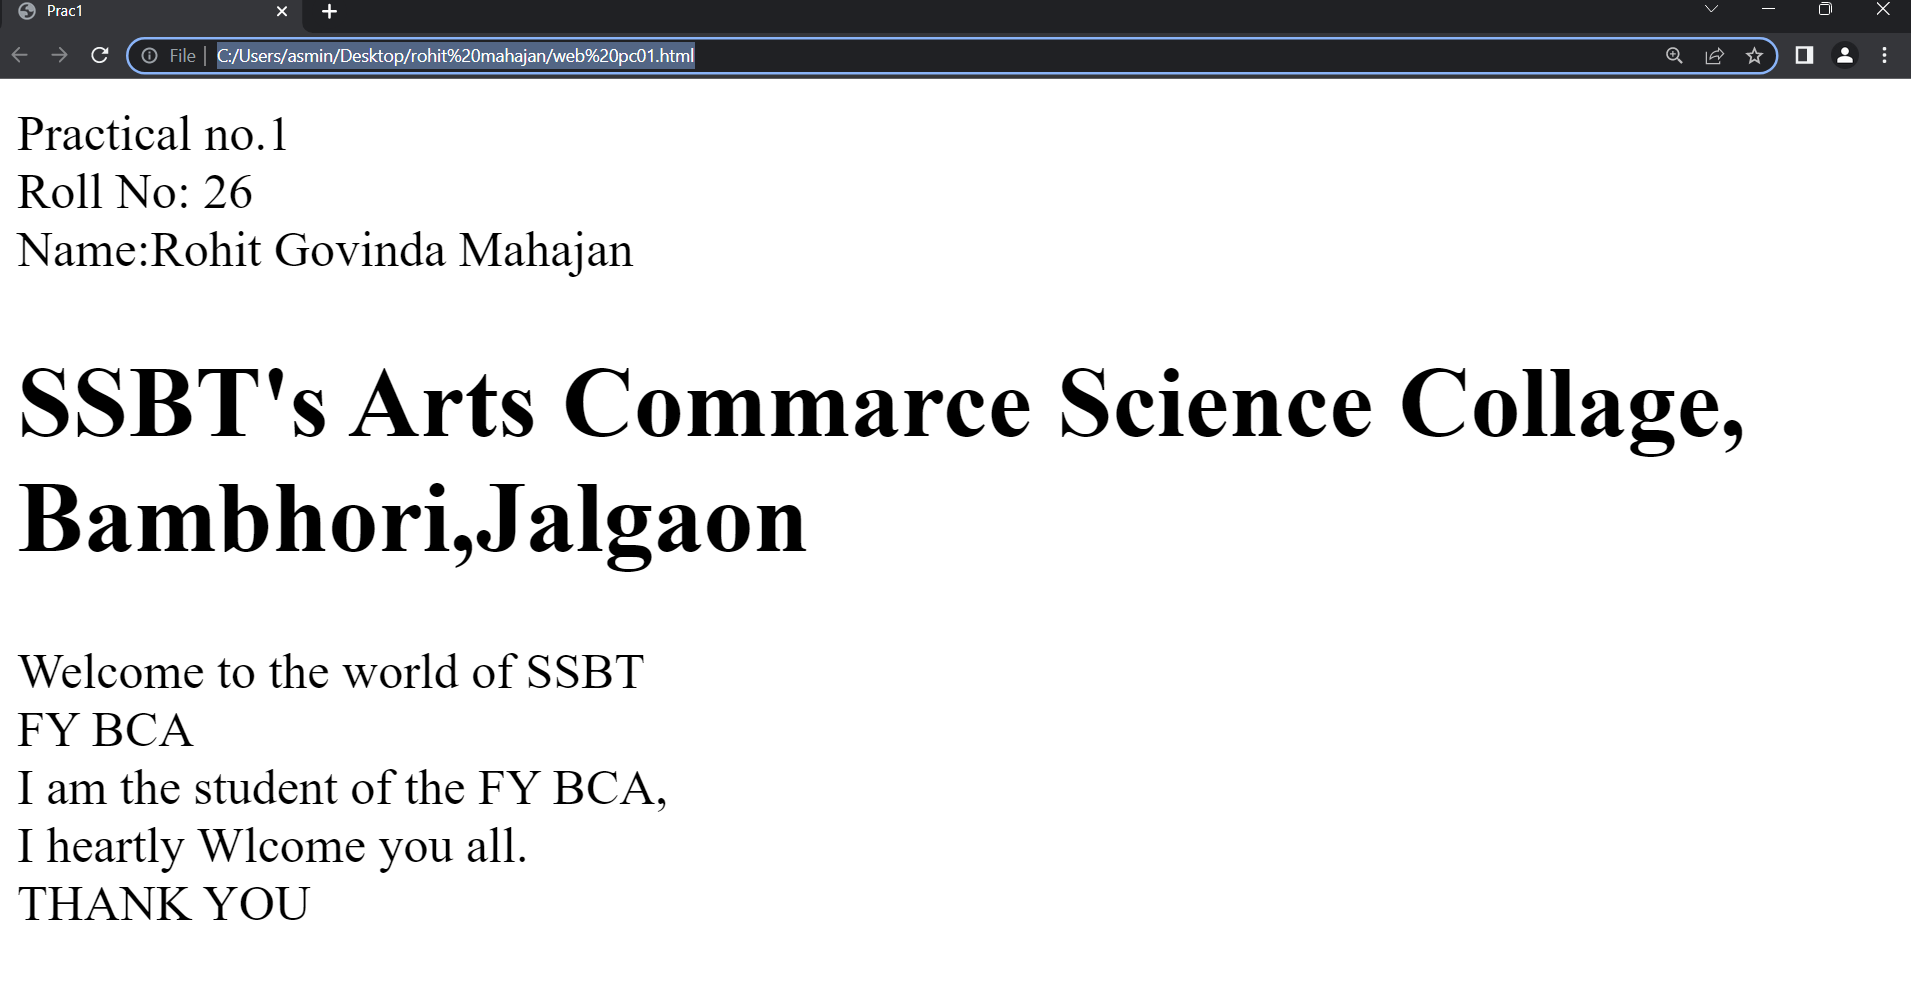 Prac1
File C:/Users/asmin/Desktop/rohit%20mahajan/web%20pc01.html
Practical no.1
Roll No: 26
Name:Rohit Govinda Mahajan
SSBT's Arts Commarce Science Collage,
Bambhori,Jalgaon
Welcome to the world of SSBT
FY BCA
I am the student of the FY BCA,
I heartly Wlcome you all.
THANK YOU